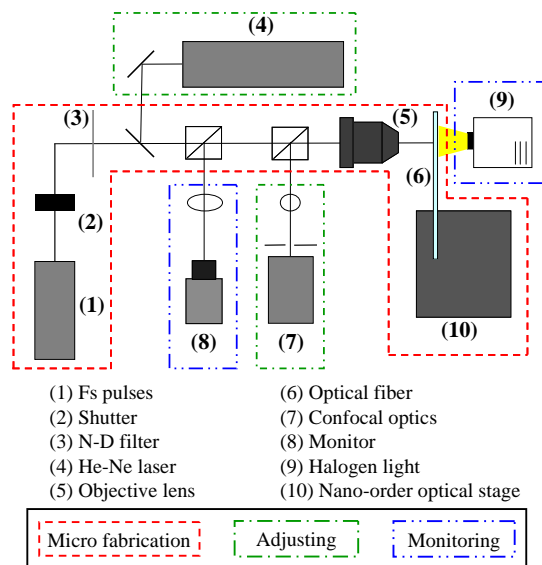 (4)
(3)
(5)
(9)
(2)
(6)
(1)
(8)
(7)
(10)
(1) Fs pulses
(2) Shutter
(3) N-D filter
(4) He-Ne laser
(5) Objective lens
(6) Optical fiber
(7) Confocal optics
(8) Monitor
(9) Halogen light
(10) Nano-order optical stage
Micro fabrication
Adjusting
Monitoring